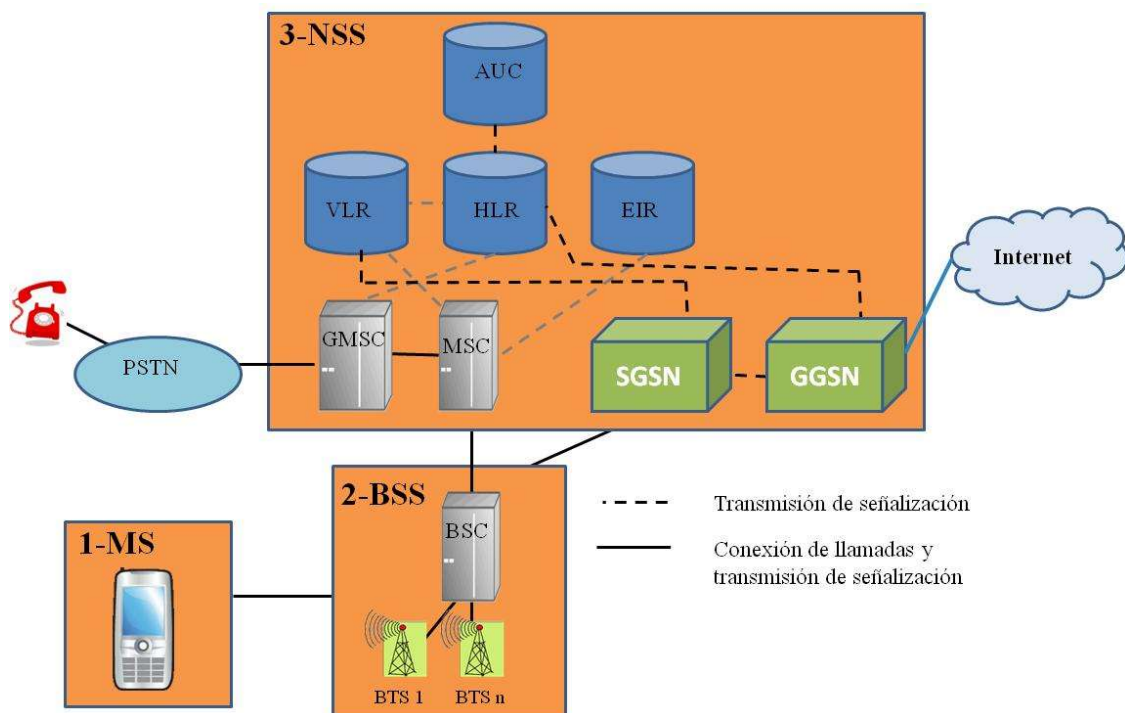 3-NSS
AUC
VLR
HLR
EIR
Internet
GMSC
MSC
PSTN
SGSN
GGSN
2-BSS
BSC
Transmisión de señalización
1-MS
Conexión de llamadas y
transmisión de señalización
BTS 1
BTS n